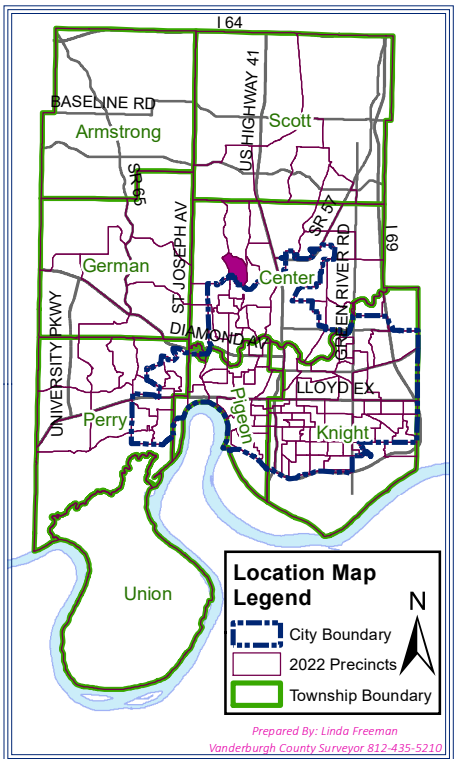 I 64
US HIGHWAY 41
BASELINE RD
Scott
Armstrong
SR 65
ST JOSEPH AV
SR 57
I 69
GREEN RIVER RD
German
Center
UNIVERSITY PKWY
DIAMOND AV
LLOYD EX
Pigeon
Perry
Knight
Union
Location Map
Legend
N
City Boundary
2022 Precincts
Township Boundary
Prepared By: Linda Freeman
Vanderburgh County Surveyor 812-435-5210